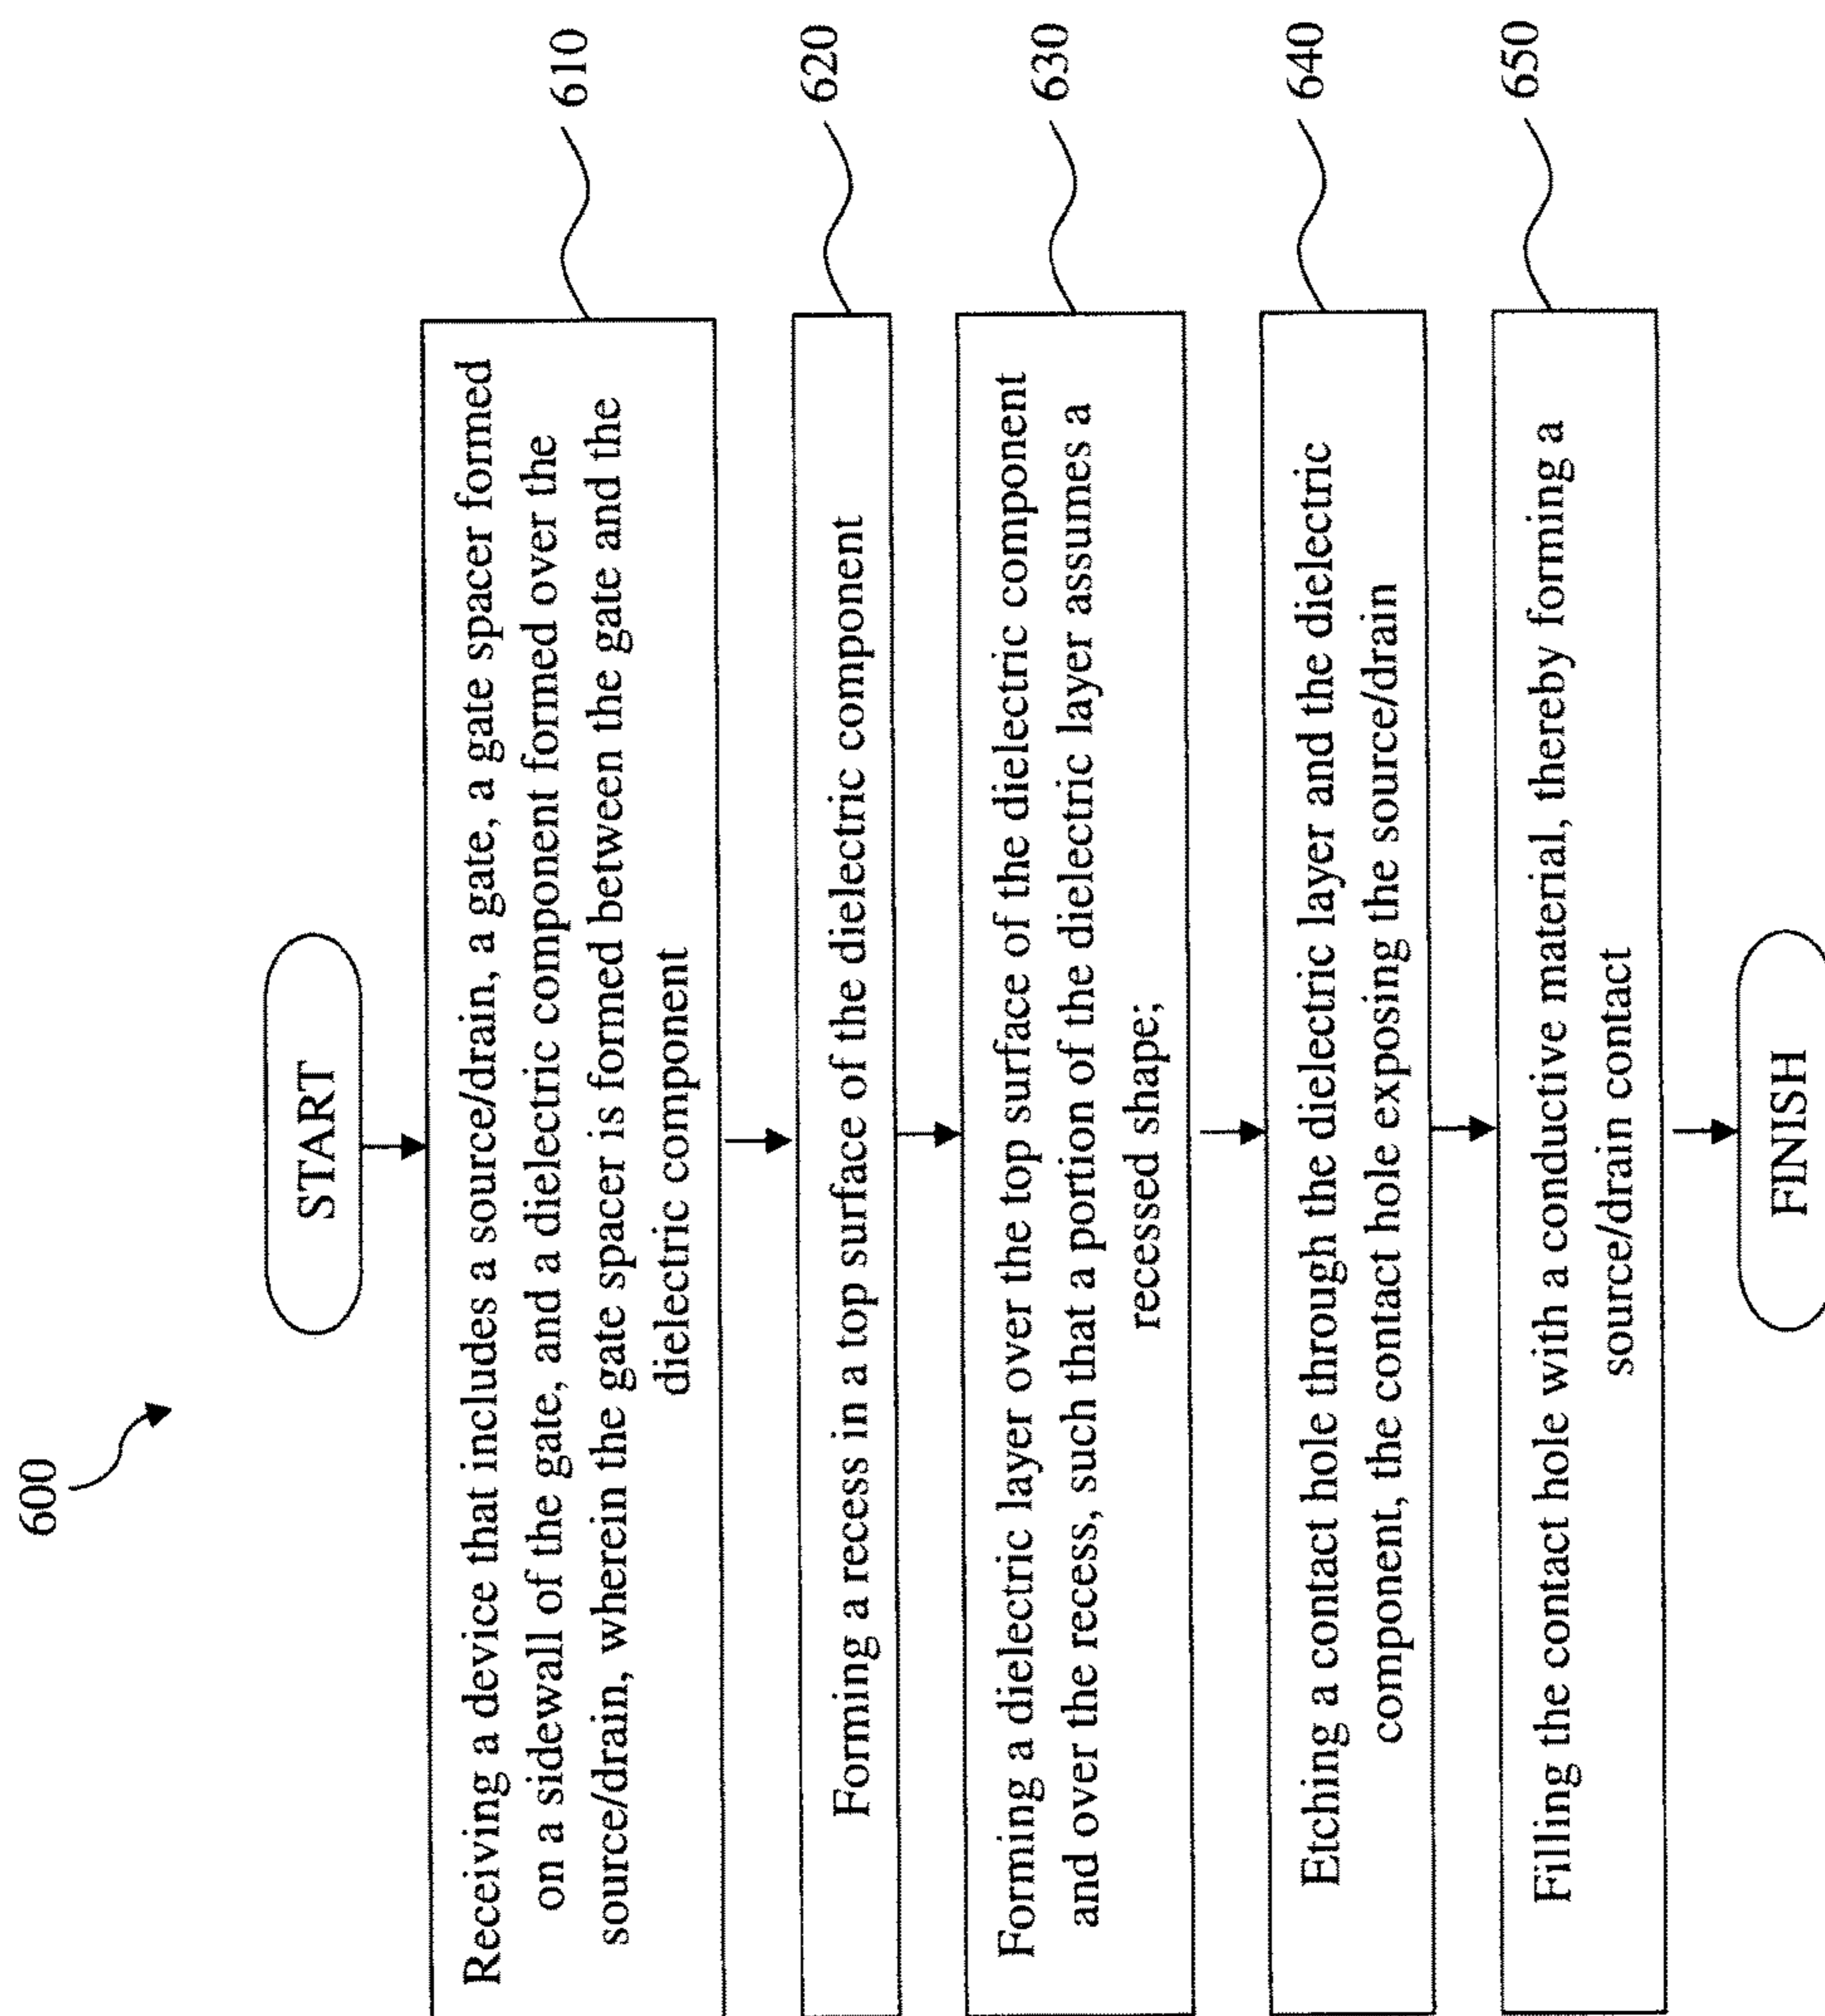 600
START
Receiving a device that includes a source/drain, a gate, a gate spacer formed
on a sidewall of the gate, and a dielectric component formed over the
source/drain, wherein the gate spacer is formed between the gate and the
dielectric component
610
Forming a recess in a top surface of the dielectric component
620
Forming a dielectric layer over the top surface of the dielectric component
and over the recess, such that a portion of the dielectric layer assumes a
recessed shape;
630
Etching a contact hole through the dielectric layer and the dielectric
component, the contact hole exposing the source/drain
640
Filling the contact hole with a conductive material, thereby forming a
source/drain contact
650
FINISH